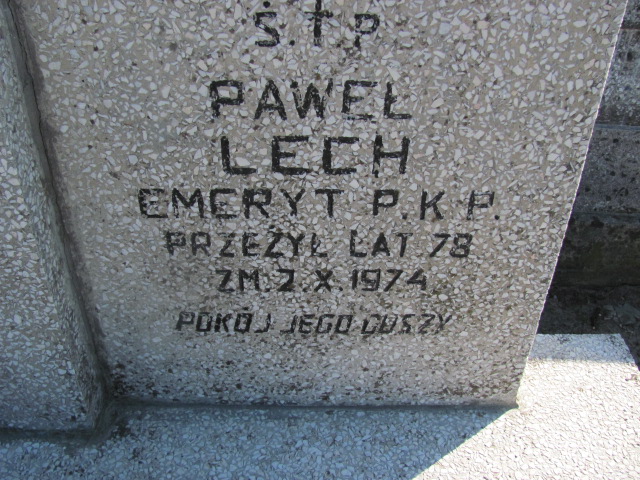 Ś.†P.
PAWEŁ
LECH
EMERYT P.K.P.
PRZEŻYŁ LAT 78
ZM. 2.X.1974
POKÓJ JEGO DUSZY